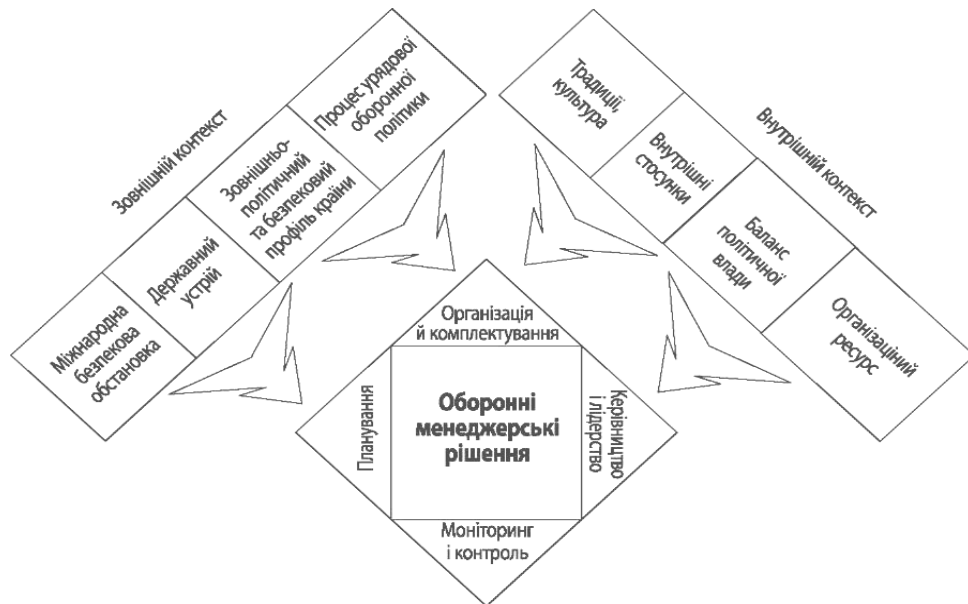 Зовнішній контекст
Міжнародна
безпекова
обстановка
Державний
устрій
Зовнішньо-
політичний
та безпековий
профіль країни
Процес урядової
оборонної
політики
Внутрішній контекст
Традиції,
культура
Внутрішні
стосунки
Баланс
політичної
влади
Організаціний
ресурс
Організація
й комплектування
Планування
Оборонні
менеджерські
рішення
Керівництво
і лідерство
Моніторинг
і контроль